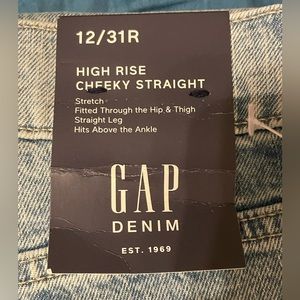 12/31R
HIGH RISE
CHEEKY STRAIGHT
Stretch
Fitted Through the Hip & Thigh
Straight Leg
Hits Above the Ankle
GAP
DENIM
EST. 1969